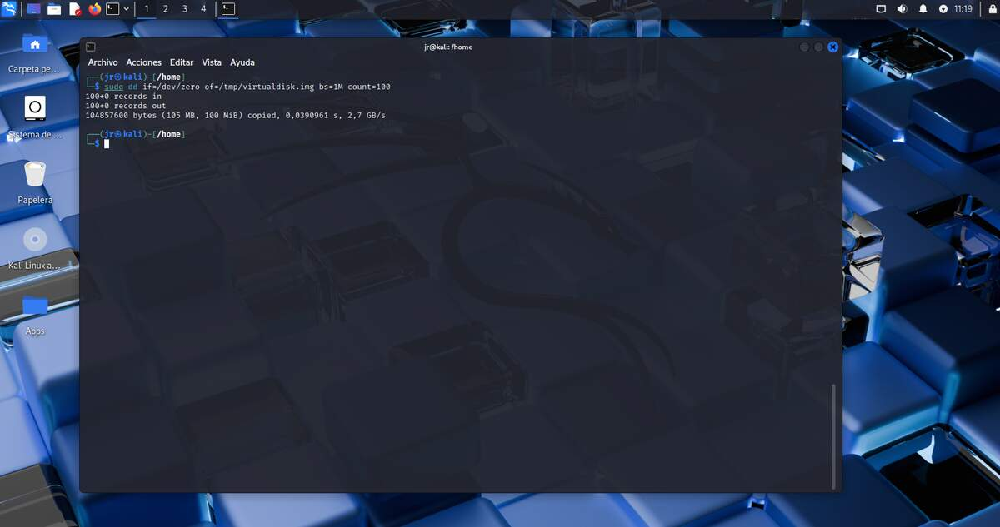 1 2 3 4
11:19
jr@kali: /home
Archivo Acciones Editar Vista Ayuda
┌──(jr㉿kali)-[/home]
└─$ sudo dd if=/dev/zero of=/tmp/virtualdisk.img bs=1M count=100
100+0 records in
100+0 records out
104857600 bytes (105 MB, 100 MiB) copied, 0,0390961 s, 2,7 GB/s
┌──(jr㉿kali)-[/home]
└─$
Carpeta pe…
Sistema de …
Papelera
Kali Linux a…
Apps